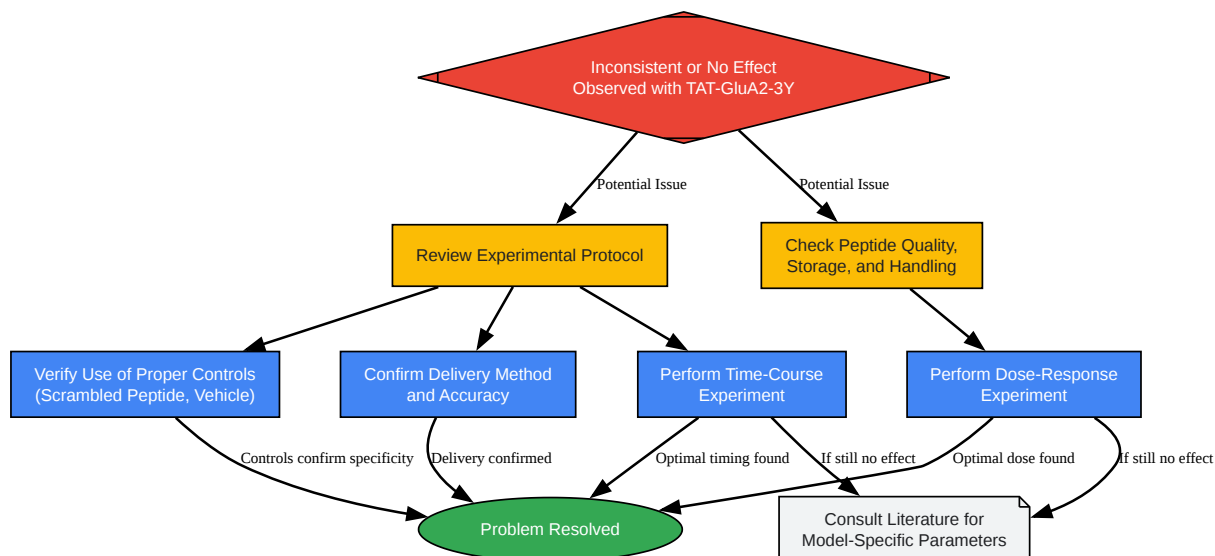 Inconsistent or No Effect
Observed with TAT-GluA2-3Y
Potential Issue
Potential Issue
Review Experimental Protocol
Check Peptide Quality,
Storage, and Handling
Verify Use of Proper Controls
(Scrambled Peptide, Vehicle)
Confirm Delivery Method
and Accuracy
Perform Time-Course
Experiment
Perform Dose-Response
Experiment
Controls confirm specificity
Delivery confirmed
Optimal timing found
If still no effect
Optimal dose found
If still no effect
Problem Resolved
Consult Literature for
Model-Specific Parameters